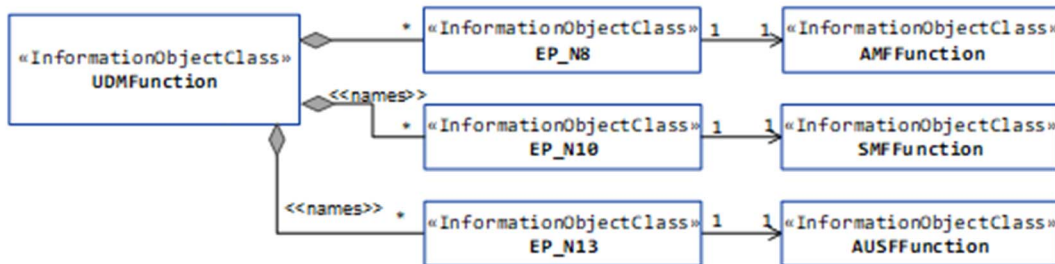 «InformationObjectClass»
UDMFunction
*
«InformationObjectClass»
EP_N8
1
1
«InformationObjectClass»
AMFFunction
<<names>>
*
«InformationObjectClass»
EP_N10
1
1
«InformationObjectClass»
SMFFunction
<<names>>
*
«InformationObjectClass»
EP_N13
1
1
«InformationObjectClass»
AUSFFunction